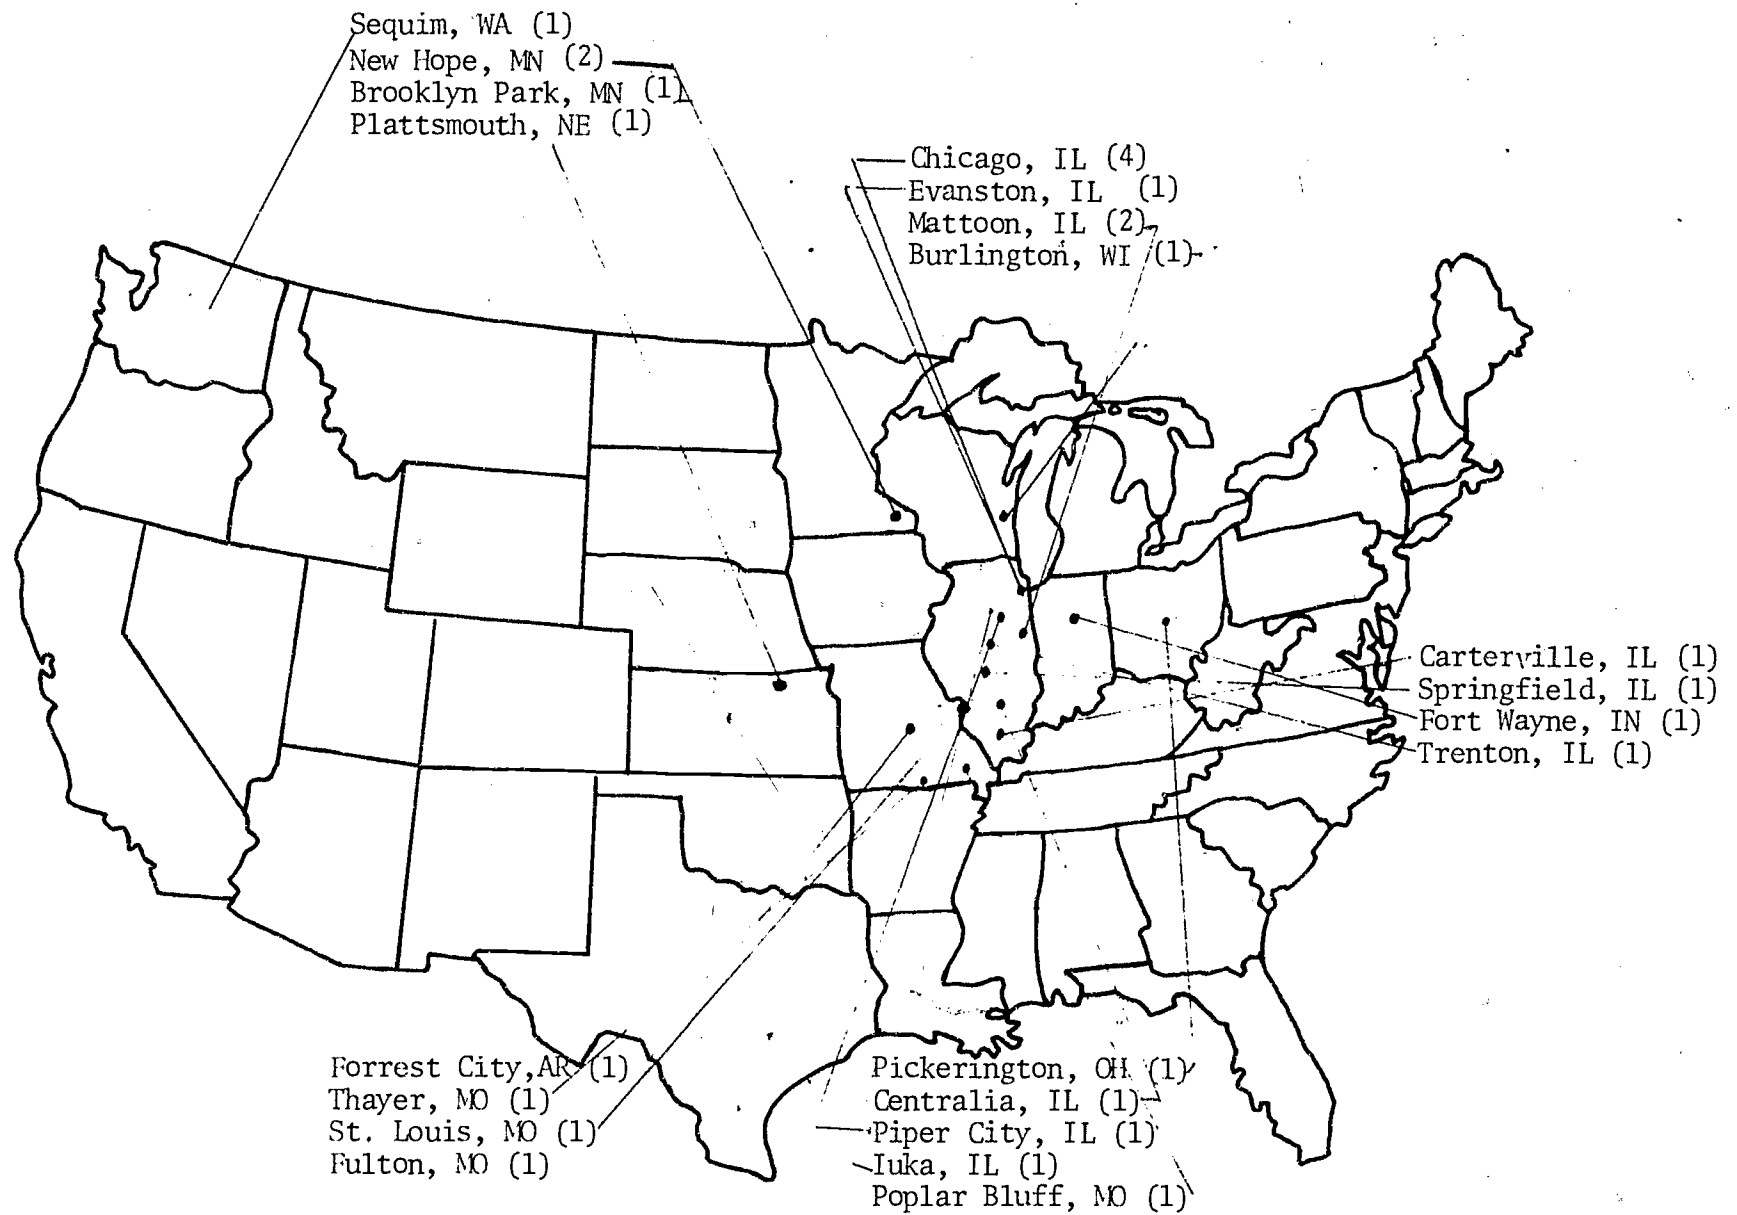 Sequim, WA (1)
New Hope, MN (2)
Brooklyn Park, MN (1)
Plattsmouth, NE (1)
Chicago, IL (4)
Evanston, IL (1)
Mattoon, IL (2)
Burlington, WI (1)
Carterville, IL (1)
Springfield, IL (1)
Fort Wayne, IN (1)
Trenton, IL (1)
Forrest City,AR (1)
Thayer, MO (1)
St. Louis, MO (1)
Fulton, MO (1)
Pickerington, OH (1)
Centralia, IL (1)
Piper City, IL (1)
Iuka, IL (1)
Poplar Bluff, MO (1)